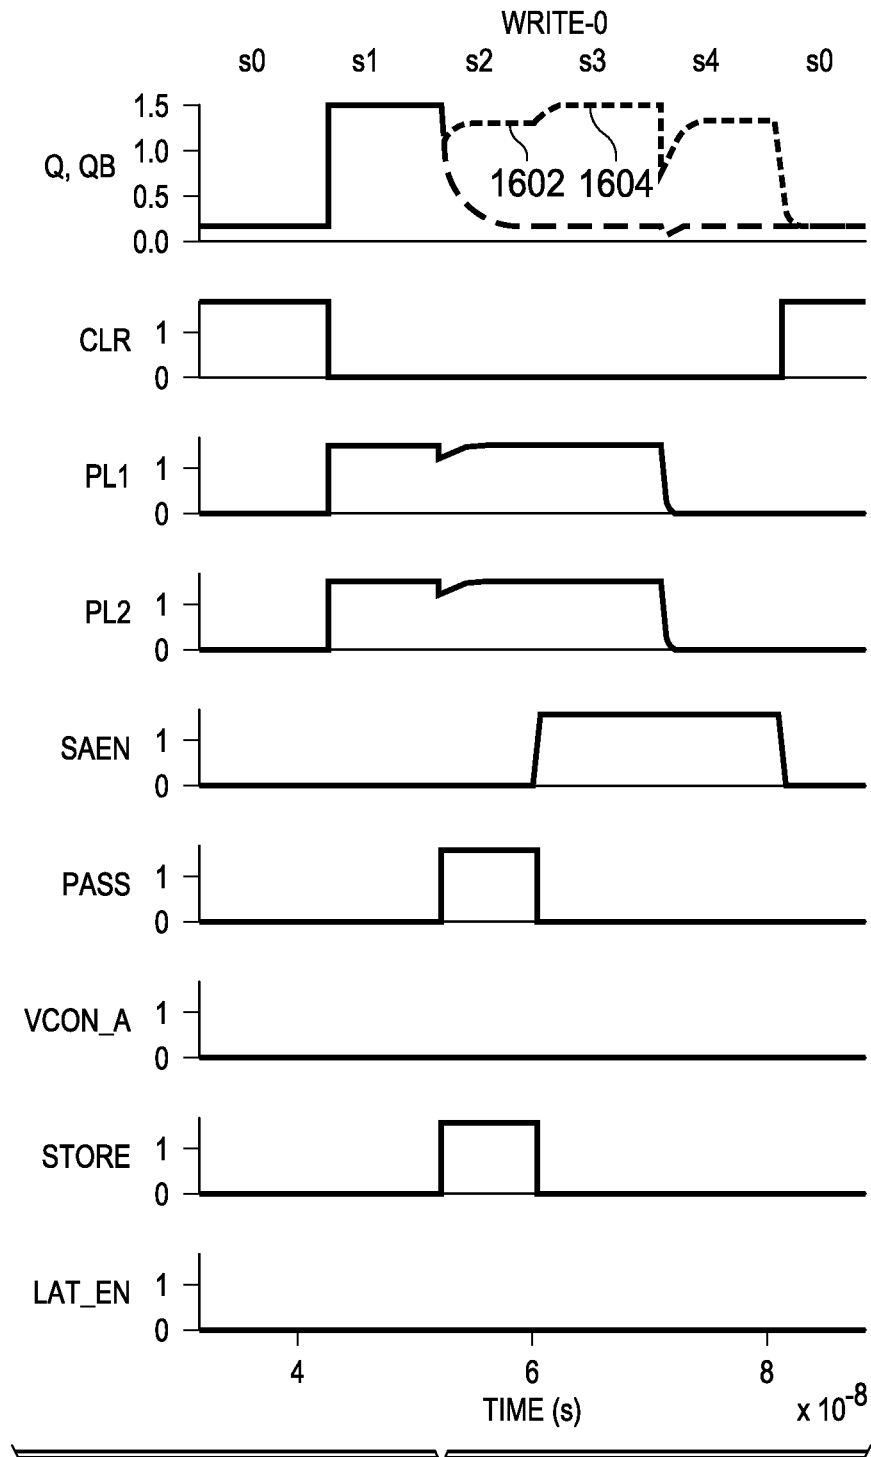 WRITE-0
s0 s1 s2 s3 s4 s0
Q, QB 1.5 1.0 0.5 0.0
1602 1604
CLR 1 0
PL1 1 0
PL2 1 0
SAEN 1 0
PASS 1 0
VCON_A 1 0
STORE 1 0
LAT_EN 1 0
4 6 8
TIME (s) x 10⁻⁸